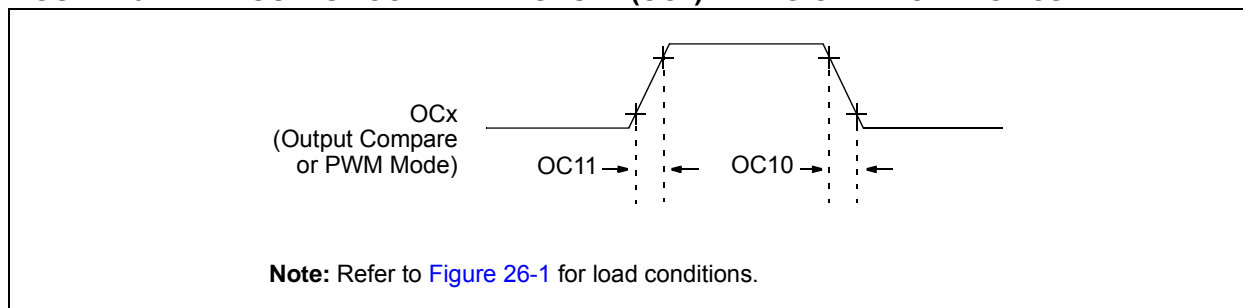 OCx
(Output Compare
or PWM Mode)
OC11
OC10
Note: Refer to Figure 26-1 for load conditions.